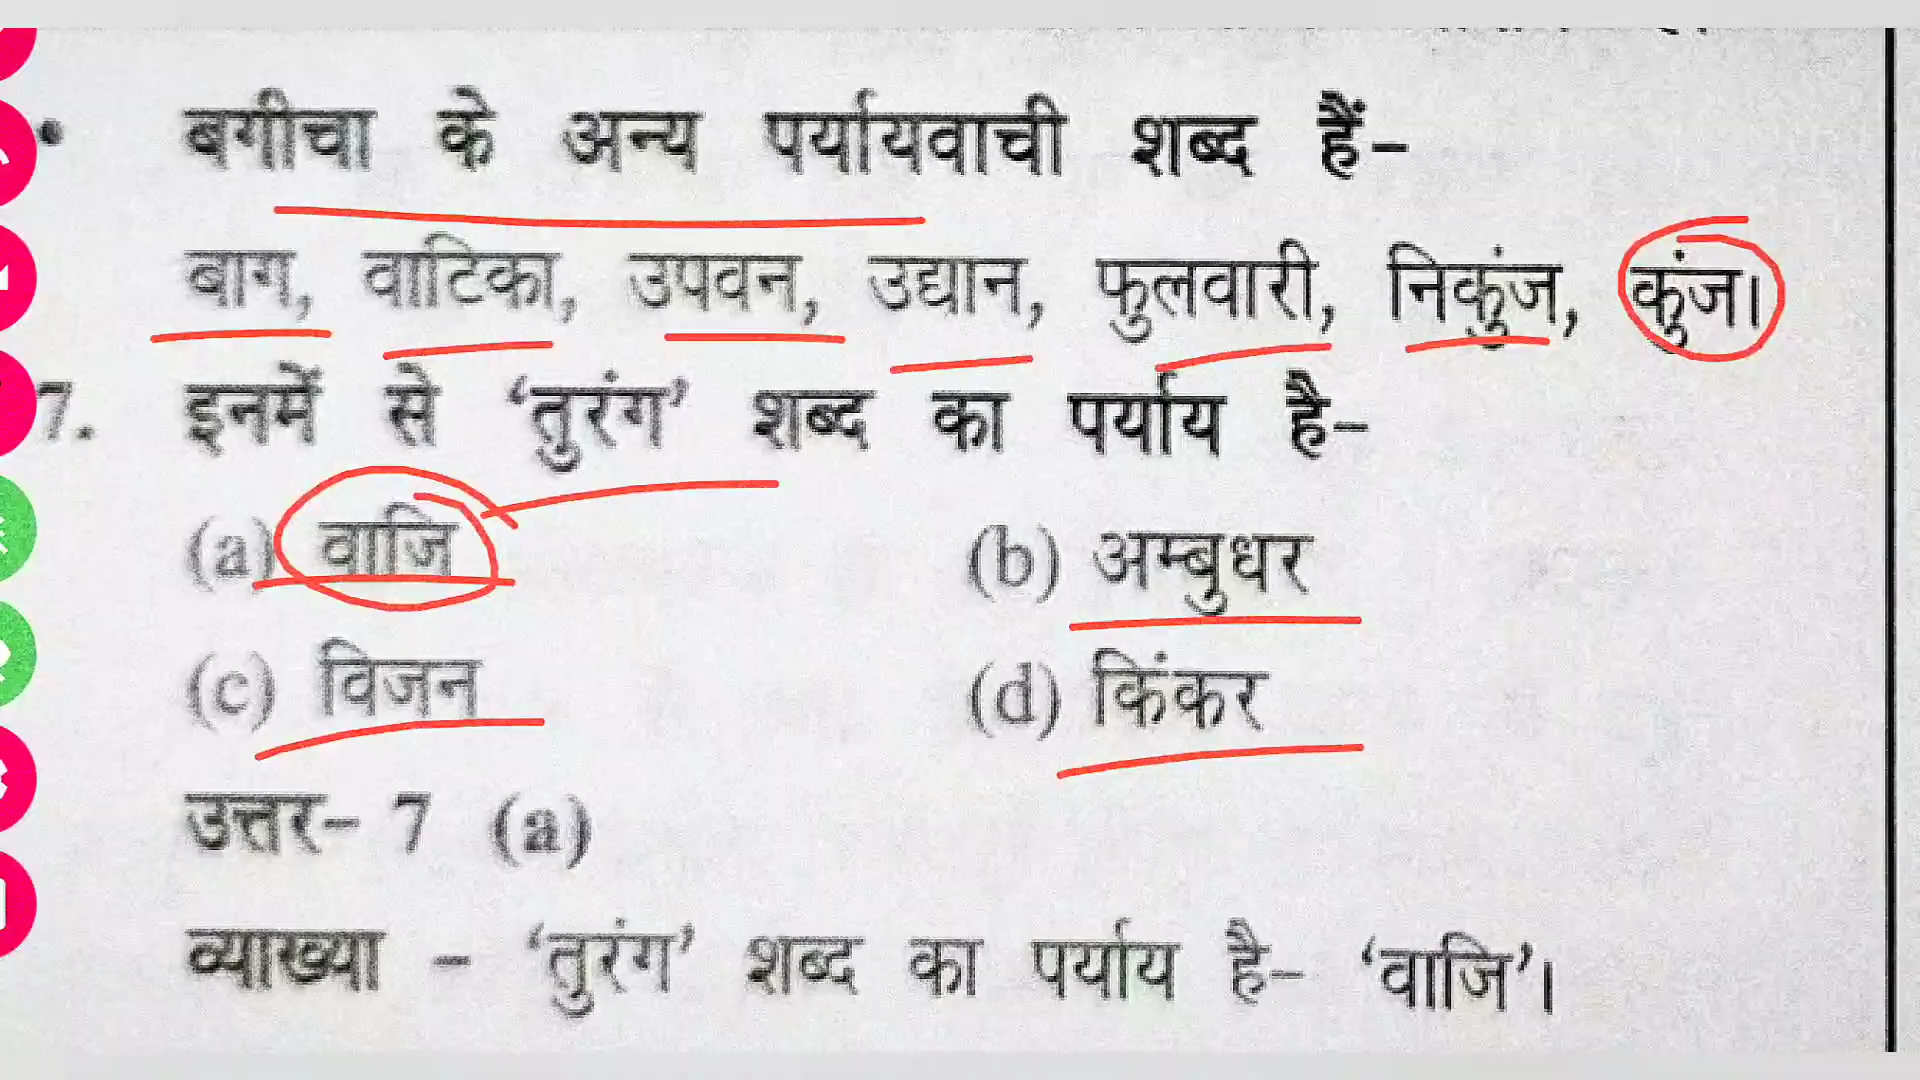 • बगीचा के अन्य पर्यायवाची शब्द हैं–
बाग, वाटिका, उपवन, उद्यान, फुलवारी, निकुंज, कुंज।
7. इनमें से ‘तुरंग’ शब्द का पर्याय है–
(a) वाजि (b) अम्बुधर
(c) विजन (d) किंकर
उत्तर– 7 (a)
व्याख्या – ‘तुरंग’ शब्द का पर्याय है– ‘वाजि’।